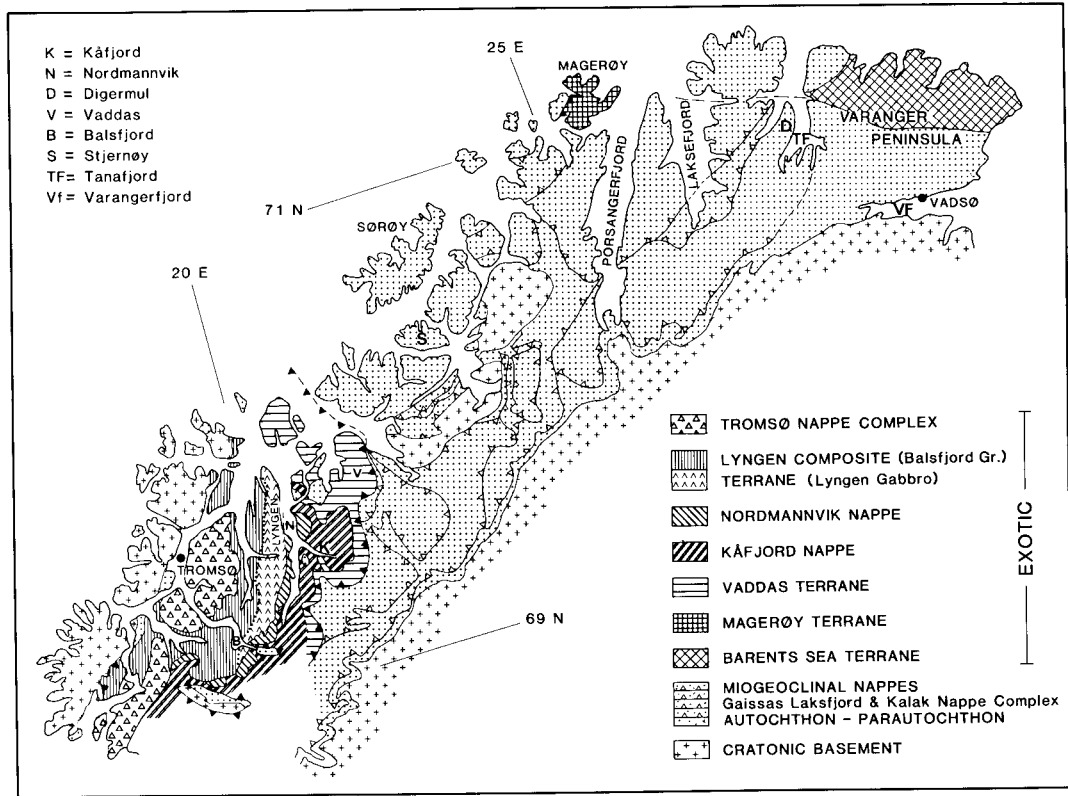 K = Kåfjord
N = Nordmannvik
D = Digermul
V = Vaddas
B = Balsfjord
S = Stjernøy
TF= Tanafjord
Vf= Varangerfjord
25 E
MAGERØY
71 N
SØRØY
20 E
PORSANGERFJORD
LAKSEFJORD
D
TF
VARANGER
PENINSULA
VF
VADSØ
S
V
N
LYNGEN
TROMSØ
B
69 N
TROMSØ NAPPE COMPLEX
LYNGEN COMPOSITE (Balsfjord Gr.)
TERRANE (Lyngen Gabbro)
NORDMANNVIK NAPPE
KÅFJORD NAPPE
VADDAS TERRANE
MAGERØY TERRANE
BARENTS SEA TERRANE
EXOTIC
MIOGEOCLINAL NAPPES
Gaissas Laksfjord & Kalak Nappe Complex
AUTOCHTHON - PARAUTOCHTHON
CRATONIC BASEMENT